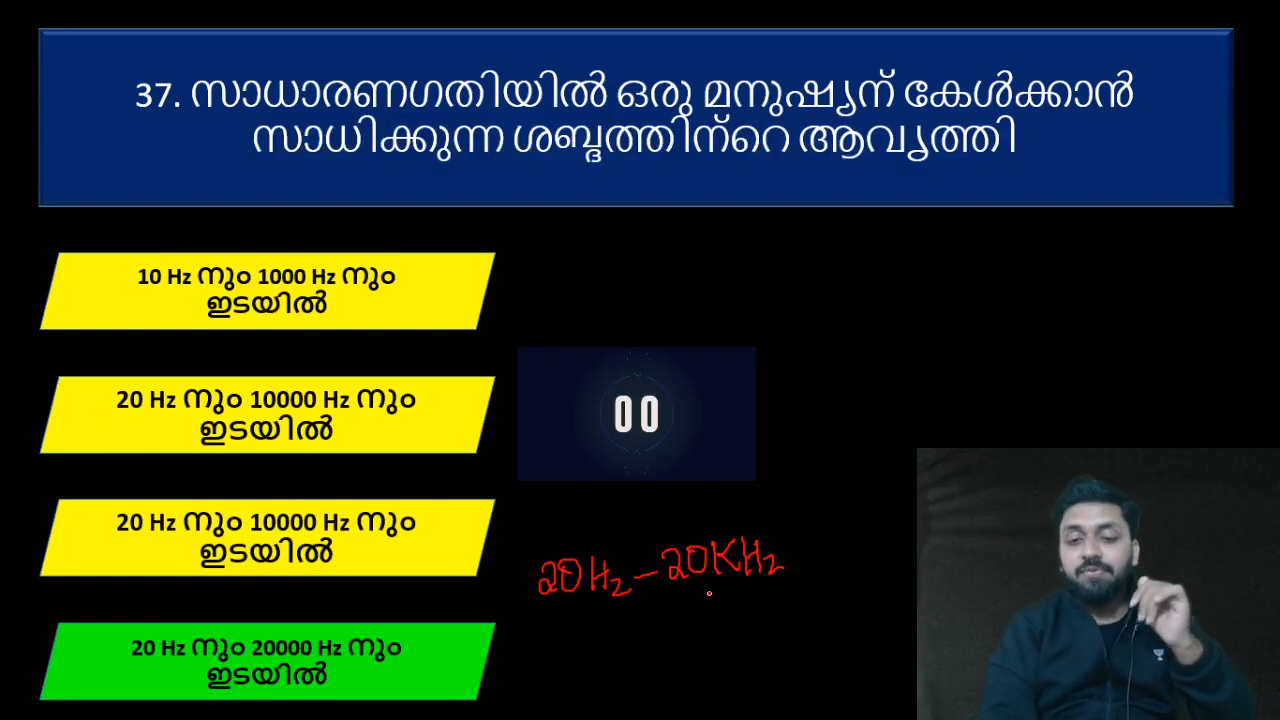 37. സാധാരണഗതിയിൽ ഒരു മനുഷ്യന് കേൾക്കാൻ
സാധിക്കുന്ന ശബ്ദത്തിന്റെ ആവൃത്തി
10 Hz നും 1000 Hz നും
ഇടയിൽ
20 Hz നും 10000 Hz നും
ഇടയിൽ
00
20 Hz നും 10000 Hz നും
ഇടയിൽ
20Hz – 20KHz
20 Hz നും 20000 Hz നും
ഇടയിൽ